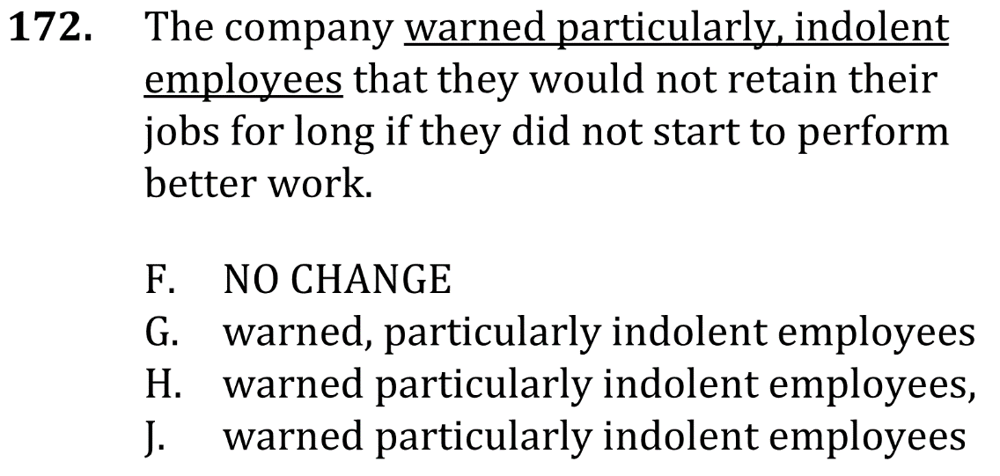 172. The company warned particularly, indolent
employees that they would not retain their
jobs for long if they did not start to perform
better work.
F. NO CHANGE
G. warned, particularly indolent employees
H. warned particularly indolent employees,
J. warned particularly indolent employees